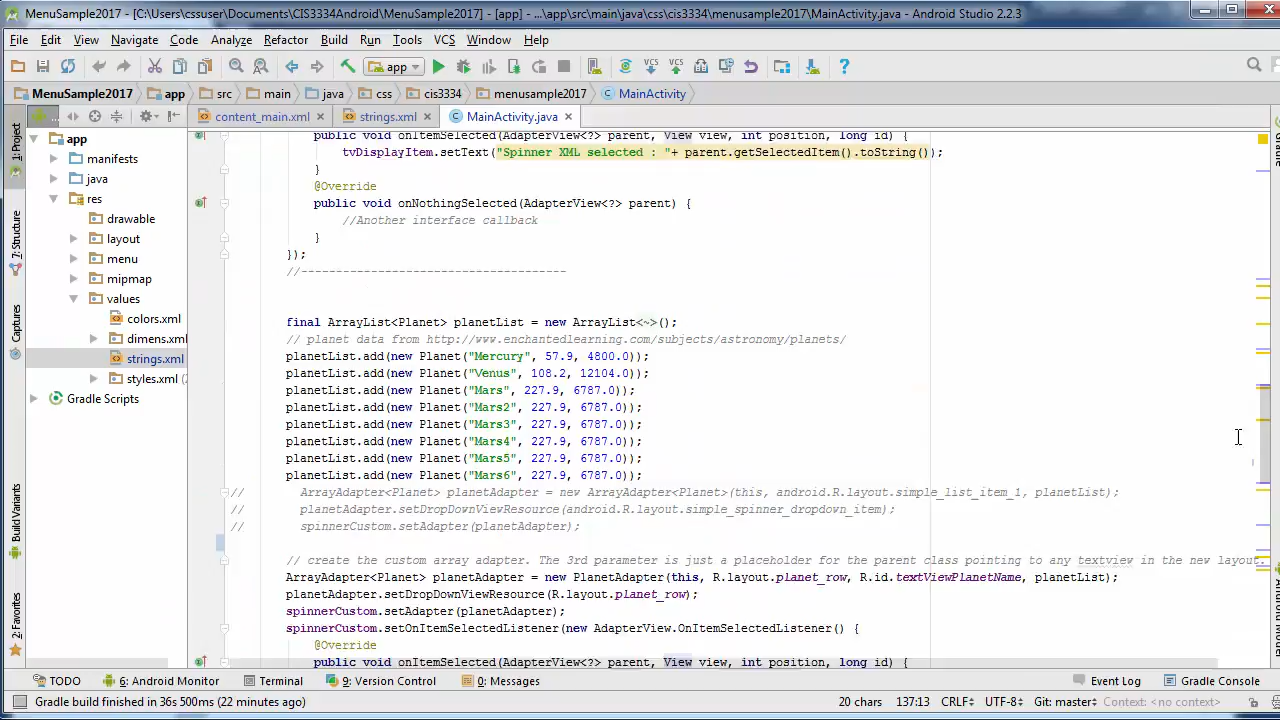 MenuSample2017 - [C:\Users\cssuser\Documents\CIS3334Android\MenuSample2017] - [app] - ...\app\src\main\java\css\cis3334\menusample2017\MainActivity.java - Android Studio 2.2.3
File Edit View Navigate Code Analyze Refactor Build Run Tools VCS Window Help
app
MenuSample2017 app src main java css cis3334 menusample2017 MainActivity
content_main.xml strings.xml MainActivity.java
1: Project
7: Structure
Captures
Build Variants
2: Favorites
app
manifests
java
res
drawable
layout
menu
mipmap
values
colors.xml
dimens.xml
strings.xml
styles.xml (2
Gradle Scripts
public void onItemSelected(AdapterView<?> parent, View view, int position, long id) {
tvDisplayItem.setText("Spinner XML selected : "+ parent.getSelectedItem().toString());
}
@Override
public void onNothingSelected(AdapterView<?> parent) {
//Another interface callback
}
});
//--------------------------------------
final ArrayList<Planet> planetList = new ArrayList<~>();
// planet data from http://www.enchantedlearning.com/subjects/astronomy/planets/
planetList.add(new Planet("Mercury", 57.9, 4800.0));
planetList.add(new Planet("Venus", 108.2, 12104.0));
planetList.add(new Planet("Mars", 227.9, 6787.0));
planetList.add(new Planet("Mars2", 227.9, 6787.0));
planetList.add(new Planet("Mars3", 227.9, 6787.0));
planetList.add(new Planet("Mars4", 227.9, 6787.0));
planetList.add(new Planet("Mars5", 227.9, 6787.0));
planetList.add(new Planet("Mars6", 227.9, 6787.0));
// ArrayAdapter<Planet> planetAdapter = new ArrayAdapter<Planet>(this, android.R.layout.simple_list_item_1, planetList);
// planetAdapter.setDropDownViewResource(android.R.layout.simple_spinner_dropdown_item);
// spinnerCustom.setAdapter(planetAdapter);
// create the custom array adapter. The 3rd parameter is just a placeholder for the parent class pointing to any textview in the new layout.
ArrayAdapter<Planet> planetAdapter = new PlanetAdapter(this, R.layout.planet_row, R.id.textViewPlanetName, planetList);
planetAdapter.setDropDownViewResource(R.layout.planet_row);
spinnerCustom.setAdapter(planetAdapter);
spinnerCustom.setOnItemSelectedListener(new AdapterView.OnItemSelectedListener() {
@Override
public void onItemSelected(AdapterView<?> parent, View view, int position, long id) {
TODO 6: Android Monitor Terminal 9: Version Control 0: Messages Event Log Gradle Console
Gradle build finished in 36s 500ms (22 minutes ago) 20 chars 137:13 CRLF÷ UTF-8÷ Git: master÷ Context: <no context>